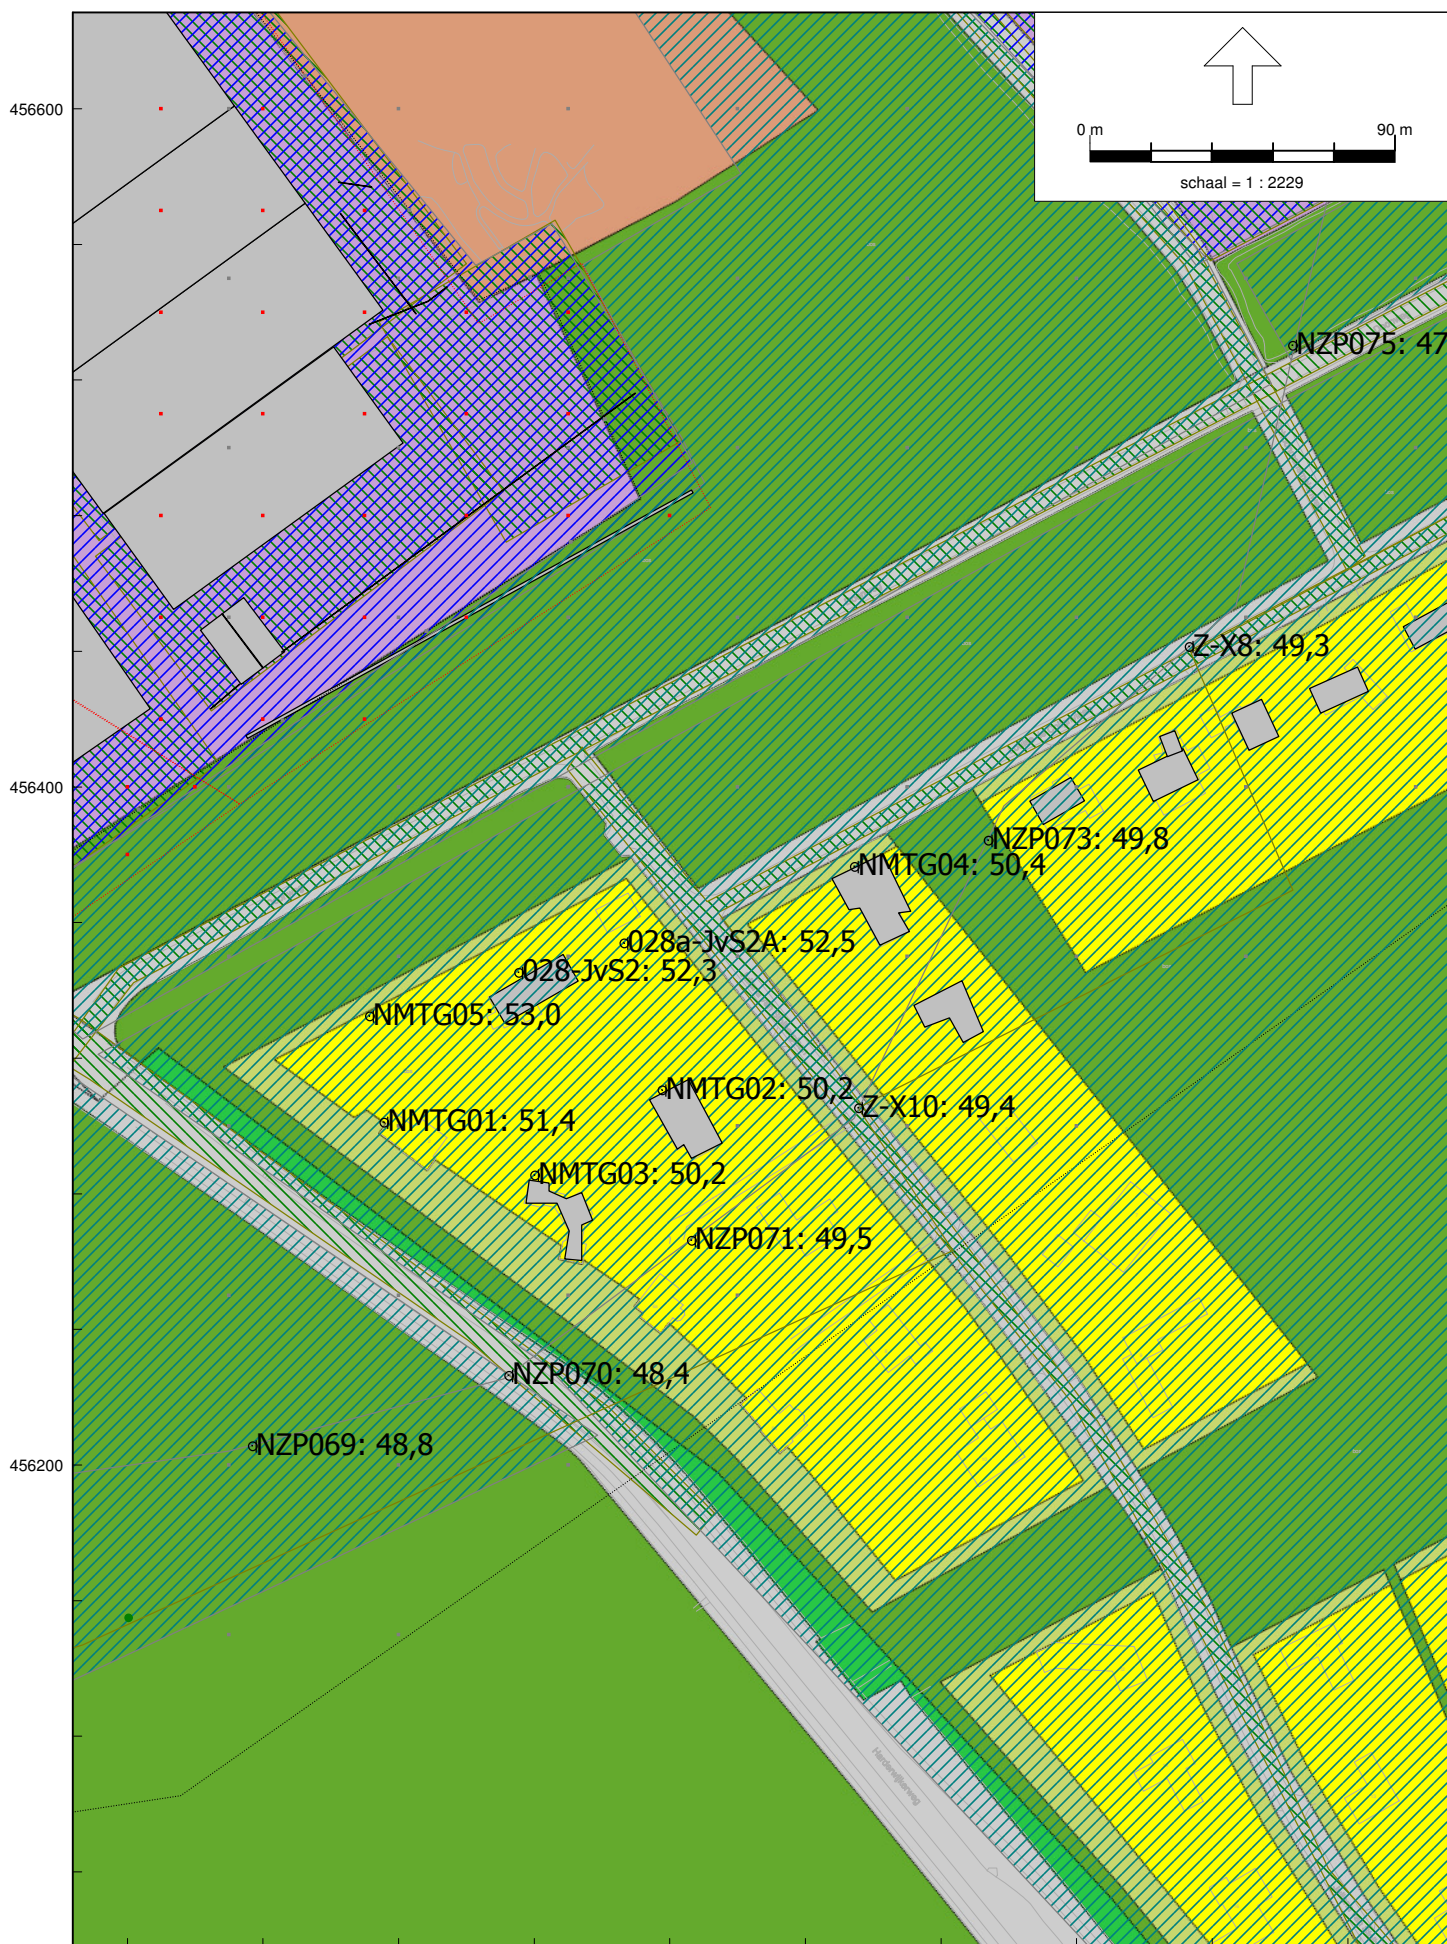 456600
0 m 90 m
schaal = 1 : 2229
NZP075: 47
Z-X8: 49,3
456400
NZP073: 49,8
NMTG04: 50,4
028a-JvS2A: 52,5
028-JvS2: 52,3
NMTG05: 53,0
NMTG02: 50,2
Z-X10: 49,4
NMTG01: 51,4
NMTG03: 50,2
NZP071: 49,5
NZP070: 48,4
NZP069: 48,8
456200
Harderwijkerweg